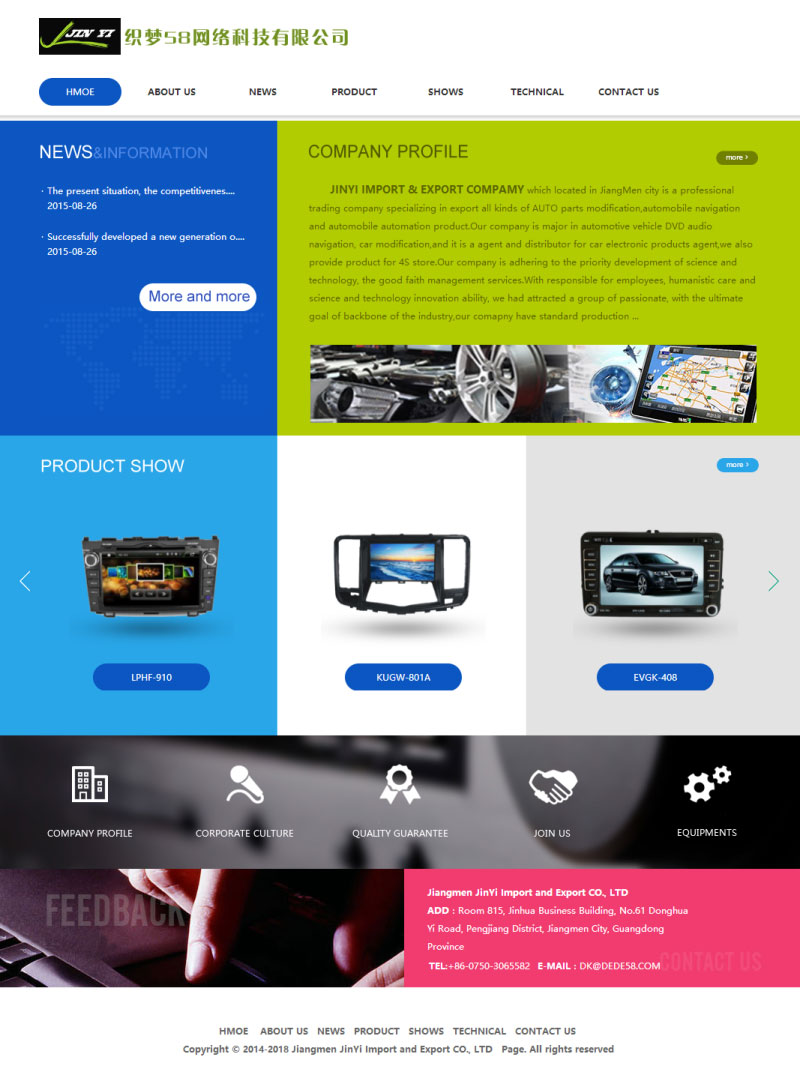 JIN YI 织梦58网络科技有限公司
HMOE ABOUT US NEWS PRODUCT SHOWS TECHNICAL CONTACT US
NEWS&INFORMATION
· The present situation, the competitivenes....
2015-08-26
· Successfully developed a new generation o....
2015-08-26
More and more
COMPANY PROFILE
more >
JINYI IMPORT & EXPORT COMPAMY which located in JiangMen city is a professional
trading company specializing in export all kinds of AUTO parts modification,automobile navigation
and automobile automation product.Our company is major in automotive vehicle DVD audio
navigation, car modification,and it is a agent and distributor for car electronic products agent,we also
provide product for 4S store.Our company is adhering to the priority development of science and
technology, the good faith management services.With responsible for employees, humanistic care and
science and technology innovation ability, we had attracted a group of passionate, with the ultimate
goal of backbone of the industry,our comapny have standard production ...
PRODUCT SHOW
more >
LPHF-910
KUGW-801A
EVGK-408
COMPANY PROFILE CORPORATE CULTURE QUALITY GUARANTEE JOIN US EQUIPMENTS
FEEDBACK
Jiangmen JinYi Import and Export CO., LTD
ADD : Room 815, Jinhua Business Building, No.61 Donghua
Yi Road, Pengjiang District, Jiangmen City, Guangdong
Province
TEL:+86-0750-3065582 E-MAIL : DK@DEDE58.COM
CONTACT US
HMOE ABOUT US NEWS PRODUCT SHOWS TECHNICAL CONTACT US
Copyright © 2014-2018 Jiangmen JinYi Import and Export CO., LTD Page. All rights reserved